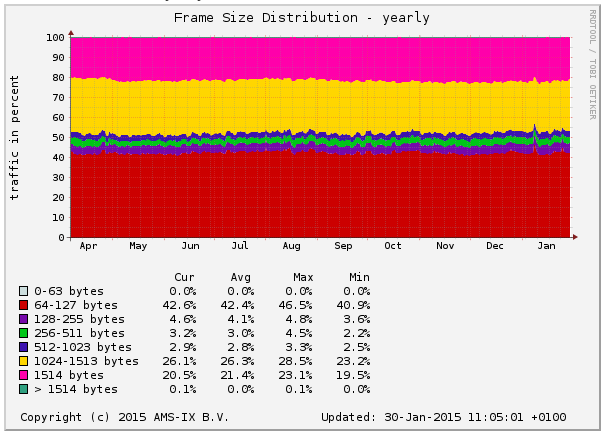 Frame Size Distribution - yearly
RRDTOOL / TOBI OETIKER
traffic in percent
100
90
80
70
60
50
40
30
20
10
0
Apr May Jun Jul Aug Sep Oct Nov Dec Jan
Cur Avg Max Min
0-63 bytes 0.0% 0.0% 0.0% 0.0%
64-127 bytes 42.6% 42.4% 46.5% 40.9%
128-255 bytes 4.6% 4.1% 4.8% 3.6%
256-511 bytes 3.2% 3.0% 4.5% 2.2%
512-1023 bytes 2.9% 2.8% 3.3% 2.5%
1024-1513 bytes 26.1% 26.3% 28.5% 23.2%
1514 bytes 20.5% 21.4% 23.1% 19.5%
> 1514 bytes 0.1% 0.0% 0.1% 0.0%
Copyright (c) 2015 AMS-IX B.V. Updated: 30-Jan-2015 11:05:01 +0100